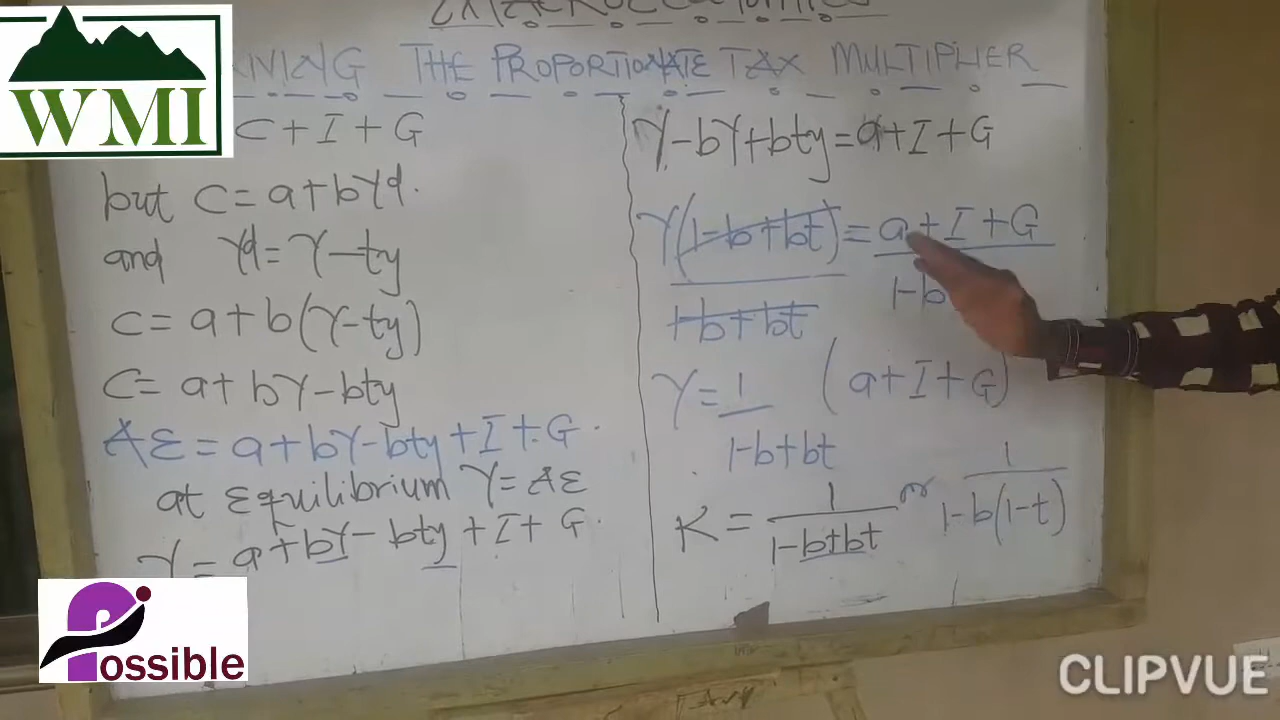 WMI
THE PROPORTIONATE TAX MULTIPLIER
C+I+G
but C=a+bYd.
and Yd=Y-ty
C=a+b(Y-ty)
C=a+bY-bty
AE=a+bY-bty+I+G.
at Equilibrium Y=AE
Y=a+bY-bty+I+G.
Y-bY+bty=a+I+G
Y(1-b+bt)=a+I+G
1-b+bt 1-b
Y=1 (a+I+G)
1-b+bt
K=1 or 1
1-b+bt 1-b(1-t)
Possible
CLIPVUE